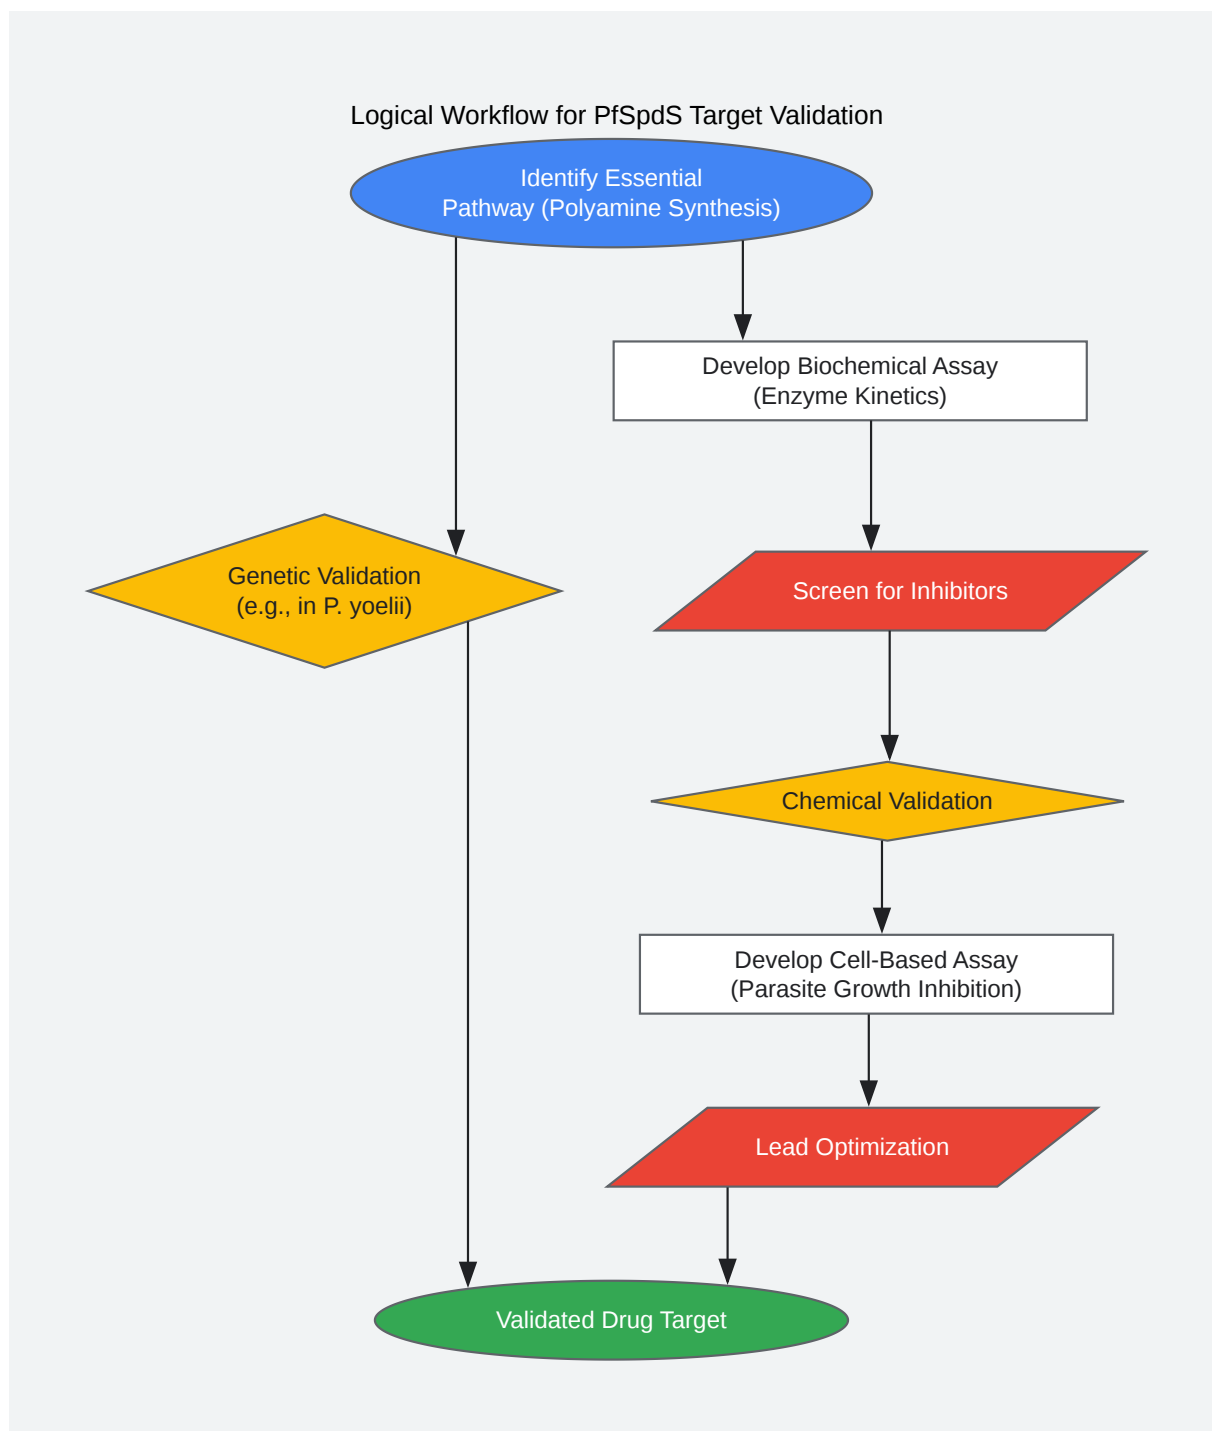 Logical Workflow for PfSpdS Target Validation
Identify Essential
Pathway (Polyamine Synthesis)
Develop Biochemical Assay
(Enzyme Kinetics)
Genetic Validation
(e.g., in P. yoelii)
Screen for Inhibitors
Chemical Validation
Develop Cell-Based Assay
(Parasite Growth Inhibition)
Lead Optimization
Validated Drug Target